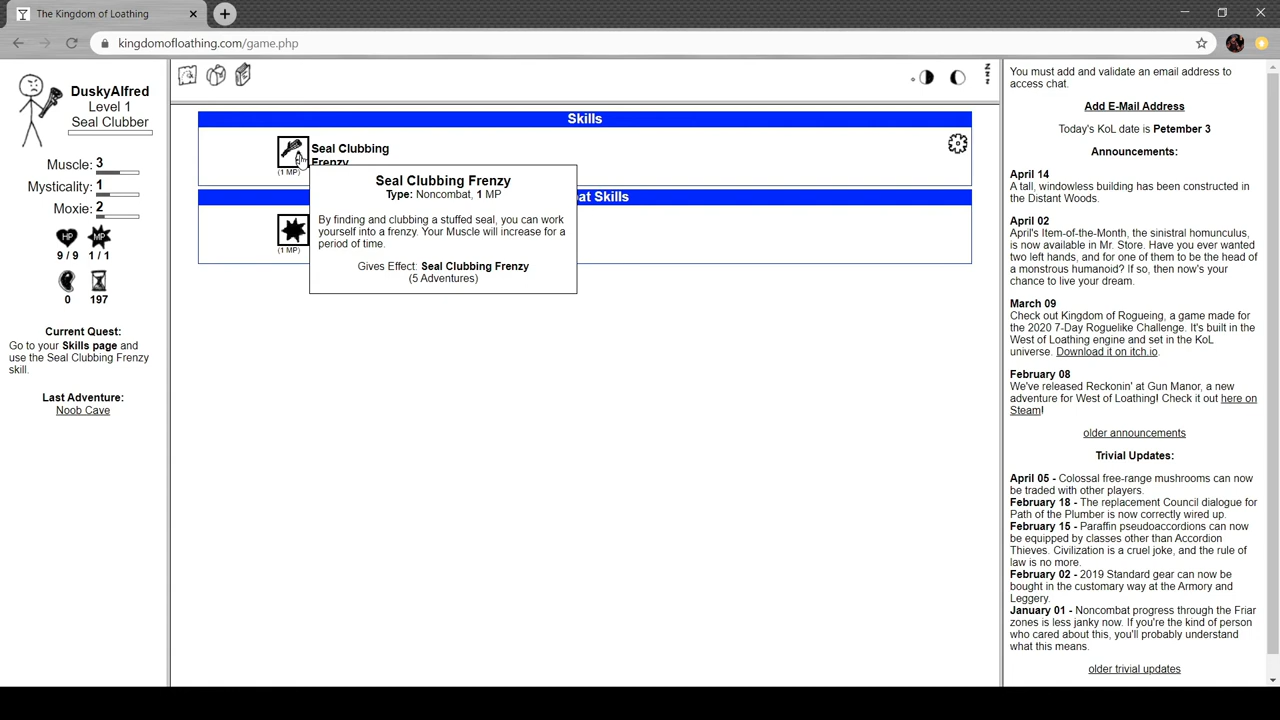 The Kingdom of Loathing
kingdomofloathing.com/game.php
DuskyAlfred
Level 1
Seal Clubber
Muscle: 3
Mysticality: 1
Moxie: 2
HP
MP
9 / 9
1 / 1
0
197
Current Quest:
Go to your Skills page and
use the Seal Clubbing Frenzy
skill.
Last Adventure:
Noob Cave
z
z
z
Skills
Seal Clubbing
Frenzy
(1 MP)
Seal Clubbing Frenzy
Type: Noncombat, 1 MP
By finding and clubbing a stuffed seal, you can work
yourself into a frenzy. Your Muscle will increase for a
period of time.
Gives Effect: Seal Clubbing Frenzy
(5 Adventures)
at Skills
(1 MP)
You must add and validate an email address to
access chat.
Add E-Mail Address
Today's KoL date is Petember 3
Announcements:
April 14
A tall, windowless building has been constructed in
the Distant Woods.
April 02
April's Item-of-the-Month, the sinistral homunculus,
is now available in Mr. Store. Have you ever wanted
two left hands, and for one of them to be the head of
a monstrous humanoid? If so, then now's your
chance to live your dream.
March 09
Check out Kingdom of Rogueing, a game made for
the 2020 7-Day Roguelike Challenge. It's built in the
West of Loathing engine and set in the KoL
universe. Download it on itch.io.
February 08
We've released Reckonin' at Gun Manor, a new
adventure for West of Loathing! Check it out here on
Steam!
older announcements
Trivial Updates:
April 05 - Colossal free-range mushrooms can now
be traded with other players.
February 18 - The replacement Council dialogue for
Path of the Plumber is now correctly wired up.
February 15 - Paraffin pseudoaccordions can now
be equipped by classes other than Accordion
Thieves. Civilization is a cruel joke, and the rule of
law is no more.
February 02 - 2019 Standard gear can now be
bought in the customary way at the Armory and
Leggery.
January 01 - Noncombat progress through the Friar
zones is less janky now. If you're the kind of person
who cared about this, you'll probably understand
what this means.
older trivial updates